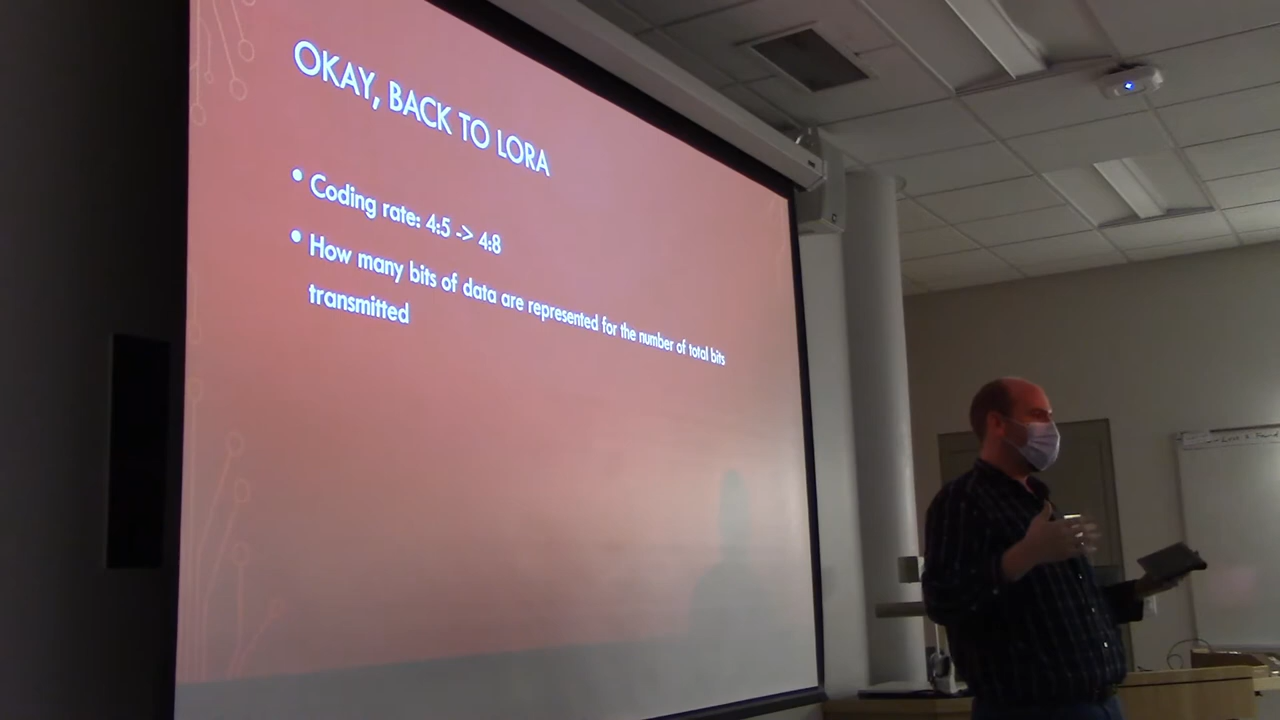 OKAY, BACK TO LORA
• Coding rate: 4:5 -> 4:8
• How many bits of data are represented for the number of total bits
transmitted